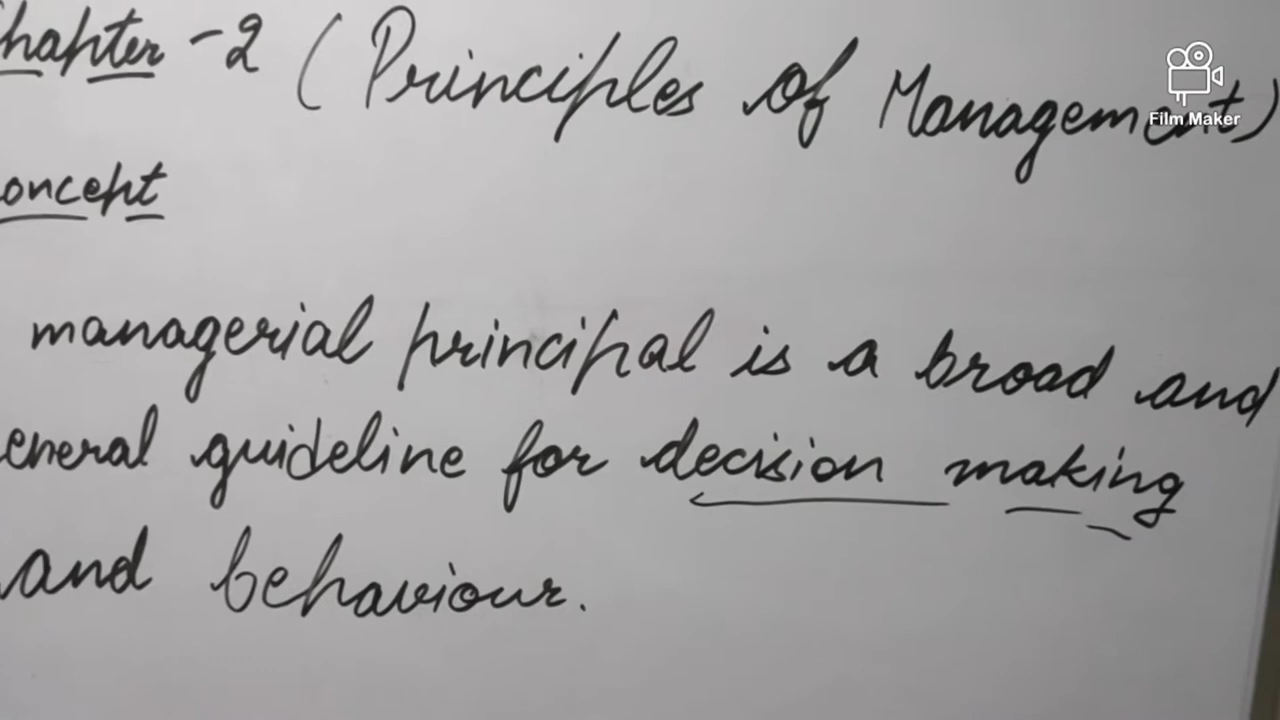 hapter -2 (Principles of Management)
Film Maker
oncept
managerial principal is a broad and
eneral guideline for decision making
and behaviour.